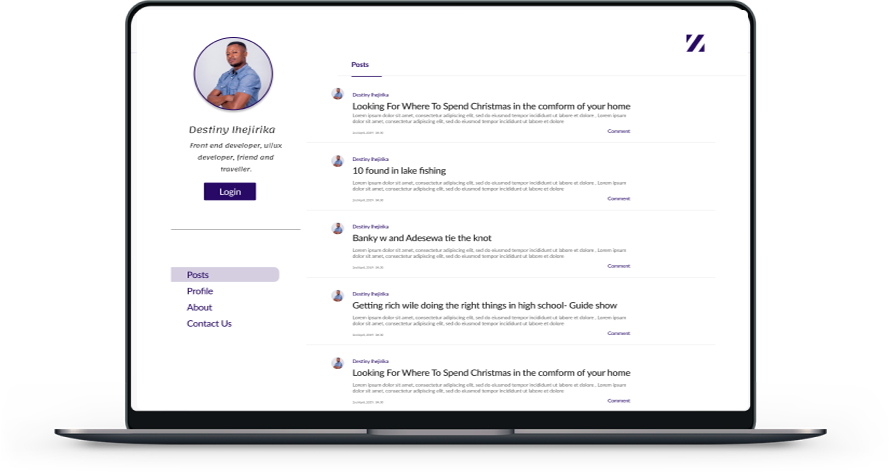 Destiny Ihejirika
Front end developer, ui/ux
developer, friend and
traveller.
Login
Posts
Profile
About
Contact Us
Posts
Destiny Ihejirika
Looking For Where To Spend Christmas in the comform of your home
Lorem ipsum dolor sit amet, consectetur adipiscing elit, sed do eiusmod tempor incididunt ut labore et dolore , Lorem ipsum
dolor sit amet, consectetur adipiscing elit, sed do eiusmod tempor incididunt ut labore et dolore
Comment
Destiny Ihejirika
10 found in lake fishing
Lorem ipsum dolor sit amet, consectetur adipiscing elit, sed do eiusmod tempor incididunt ut labore et dolore , Lorem ipsum
dolor sit amet, consectetur adipiscing elit, sed do eiusmod tempor incididunt ut labore et dolore
Comment
Destiny Ihejirika
Banky w and Adesewa tie the knot
Lorem ipsum dolor sit amet, consectetur adipiscing elit, sed do eiusmod tempor incididunt ut labore et dolore , Lorem ipsum
dolor sit amet, consectetur adipiscing elit, sed do eiusmod tempor incididunt ut labore et dolore
Comment
Destiny Ihejirika
Getting rich wile doing the right things in high school- Guide show
Lorem ipsum dolor sit amet, consectetur adipiscing elit, sed do eiusmod tempor incididunt ut labore et dolore , Lorem ipsum
dolor sit amet, consectetur adipiscing elit, sed do eiusmod tempor incididunt ut labore et dolore
Comment
Destiny Ihejirika
Looking For Where To Spend Christmas in the comform of your home
Lorem ipsum dolor sit amet, consectetur adipiscing elit, sed do eiusmod tempor incididunt ut labore et dolore , Lorem ipsum
dolor sit amet, consectetur adipiscing elit, sed do eiusmod tempor incididunt ut labore et dolore
Comment